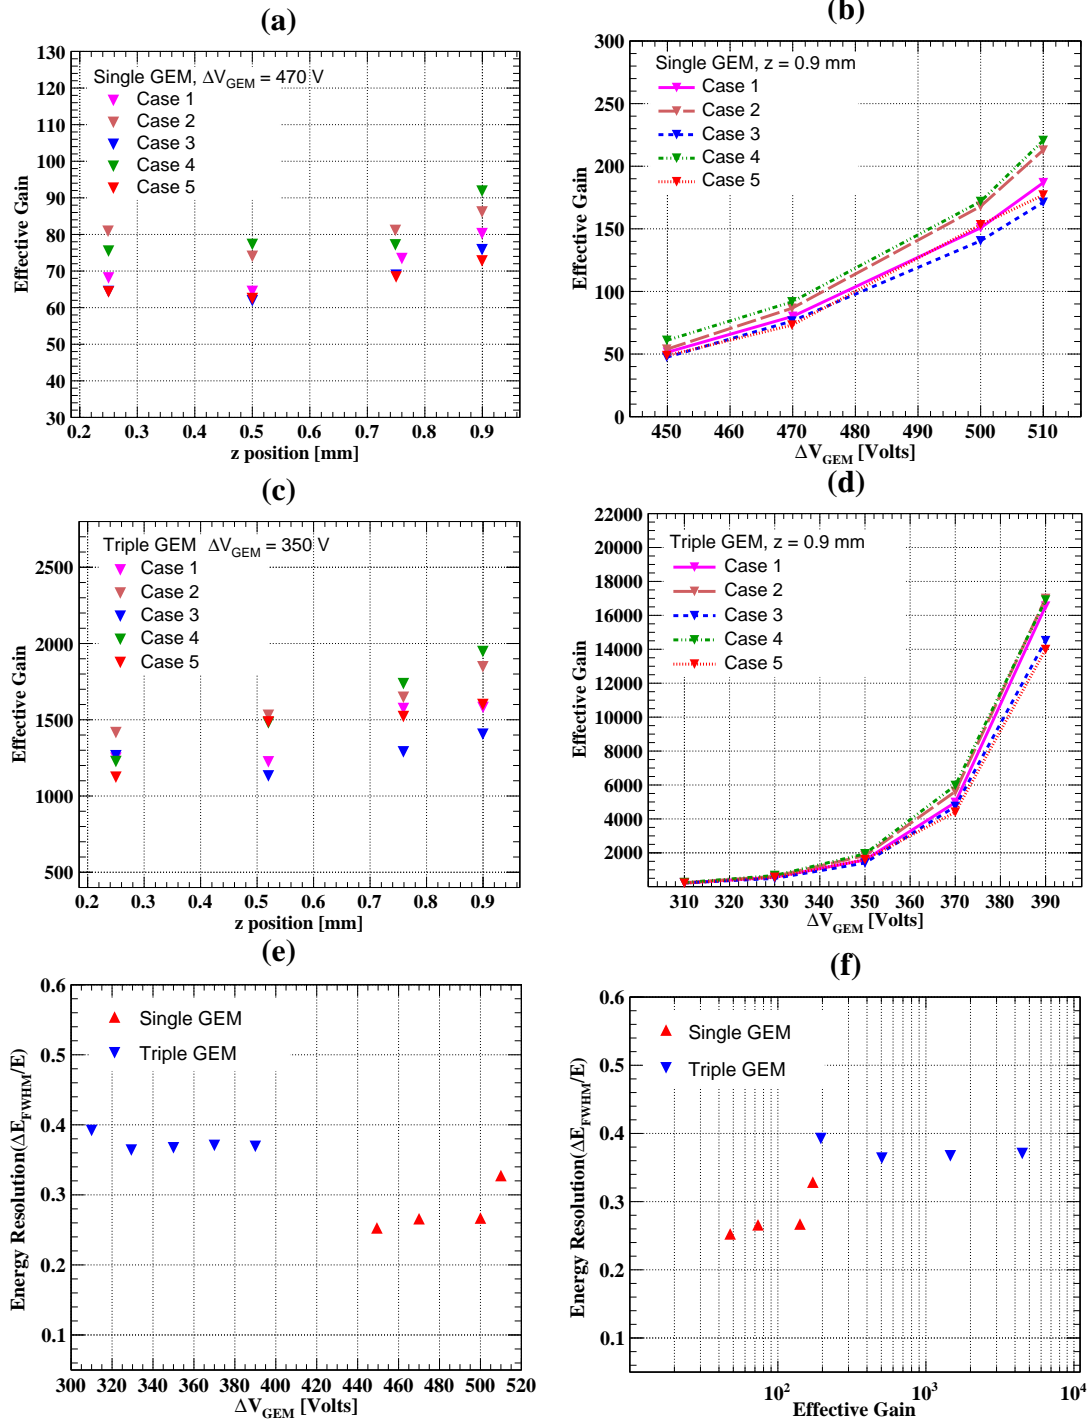 (a)
130
120
110
100
90
80
70
60
50
40
30
Effective Gain
Single GEM, ΔV_GEM = 470 V
Case 1
Case 2
Case 3
Case 4
Case 5
0.2 0.3 0.4 0.5 0.6 0.7 0.8 0.9
z position [mm]
(b)
300
250
200
150
100
50
0
Effective Gain
Single GEM, z = 0.9 mm
Case 1
Case 2
Case 3
Case 4
Case 5
450 460 470 480 490 500 510
ΔV_GEM [Volts]
(c)
2500
2000
1500
1000
500
Effective Gain
Triple GEM ΔV_GEM = 350 V
Case 1
Case 2
Case 3
Case 4
Case 5
0.2 0.3 0.4 0.5 0.6 0.7 0.8 0.9
z position [mm]
(d)
22000
20000
18000
16000
14000
12000
10000
8000
6000
4000
2000
Effective Gain
Triple GEM, z = 0.9 mm
Case 1
Case 2
Case 3
Case 4
Case 5
310 320 330 340 350 360 370 380 390
ΔV_GEM [Volts]
(e)
0.6
0.5
0.4
0.3
0.2
0.1
Energy Resolution(ΔE_FWHM/E)
Single GEM
Triple GEM
300 320 340 360 380 400 420 440 460 480 500 520
ΔV_GEM [Volts]
(f)
0.6
0.5
0.4
0.3
0.2
0.1
Energy Resolution(ΔE_FWHM/E)
Single GEM
Triple GEM
10² 10³ 10⁴
Effective Gain